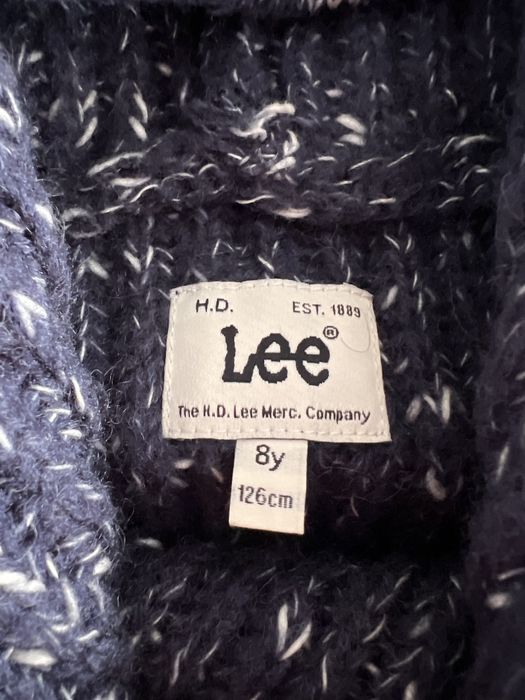 H.D. EST. 1889
Lee®
The H.D. Lee Merc. Company
8y
126cm